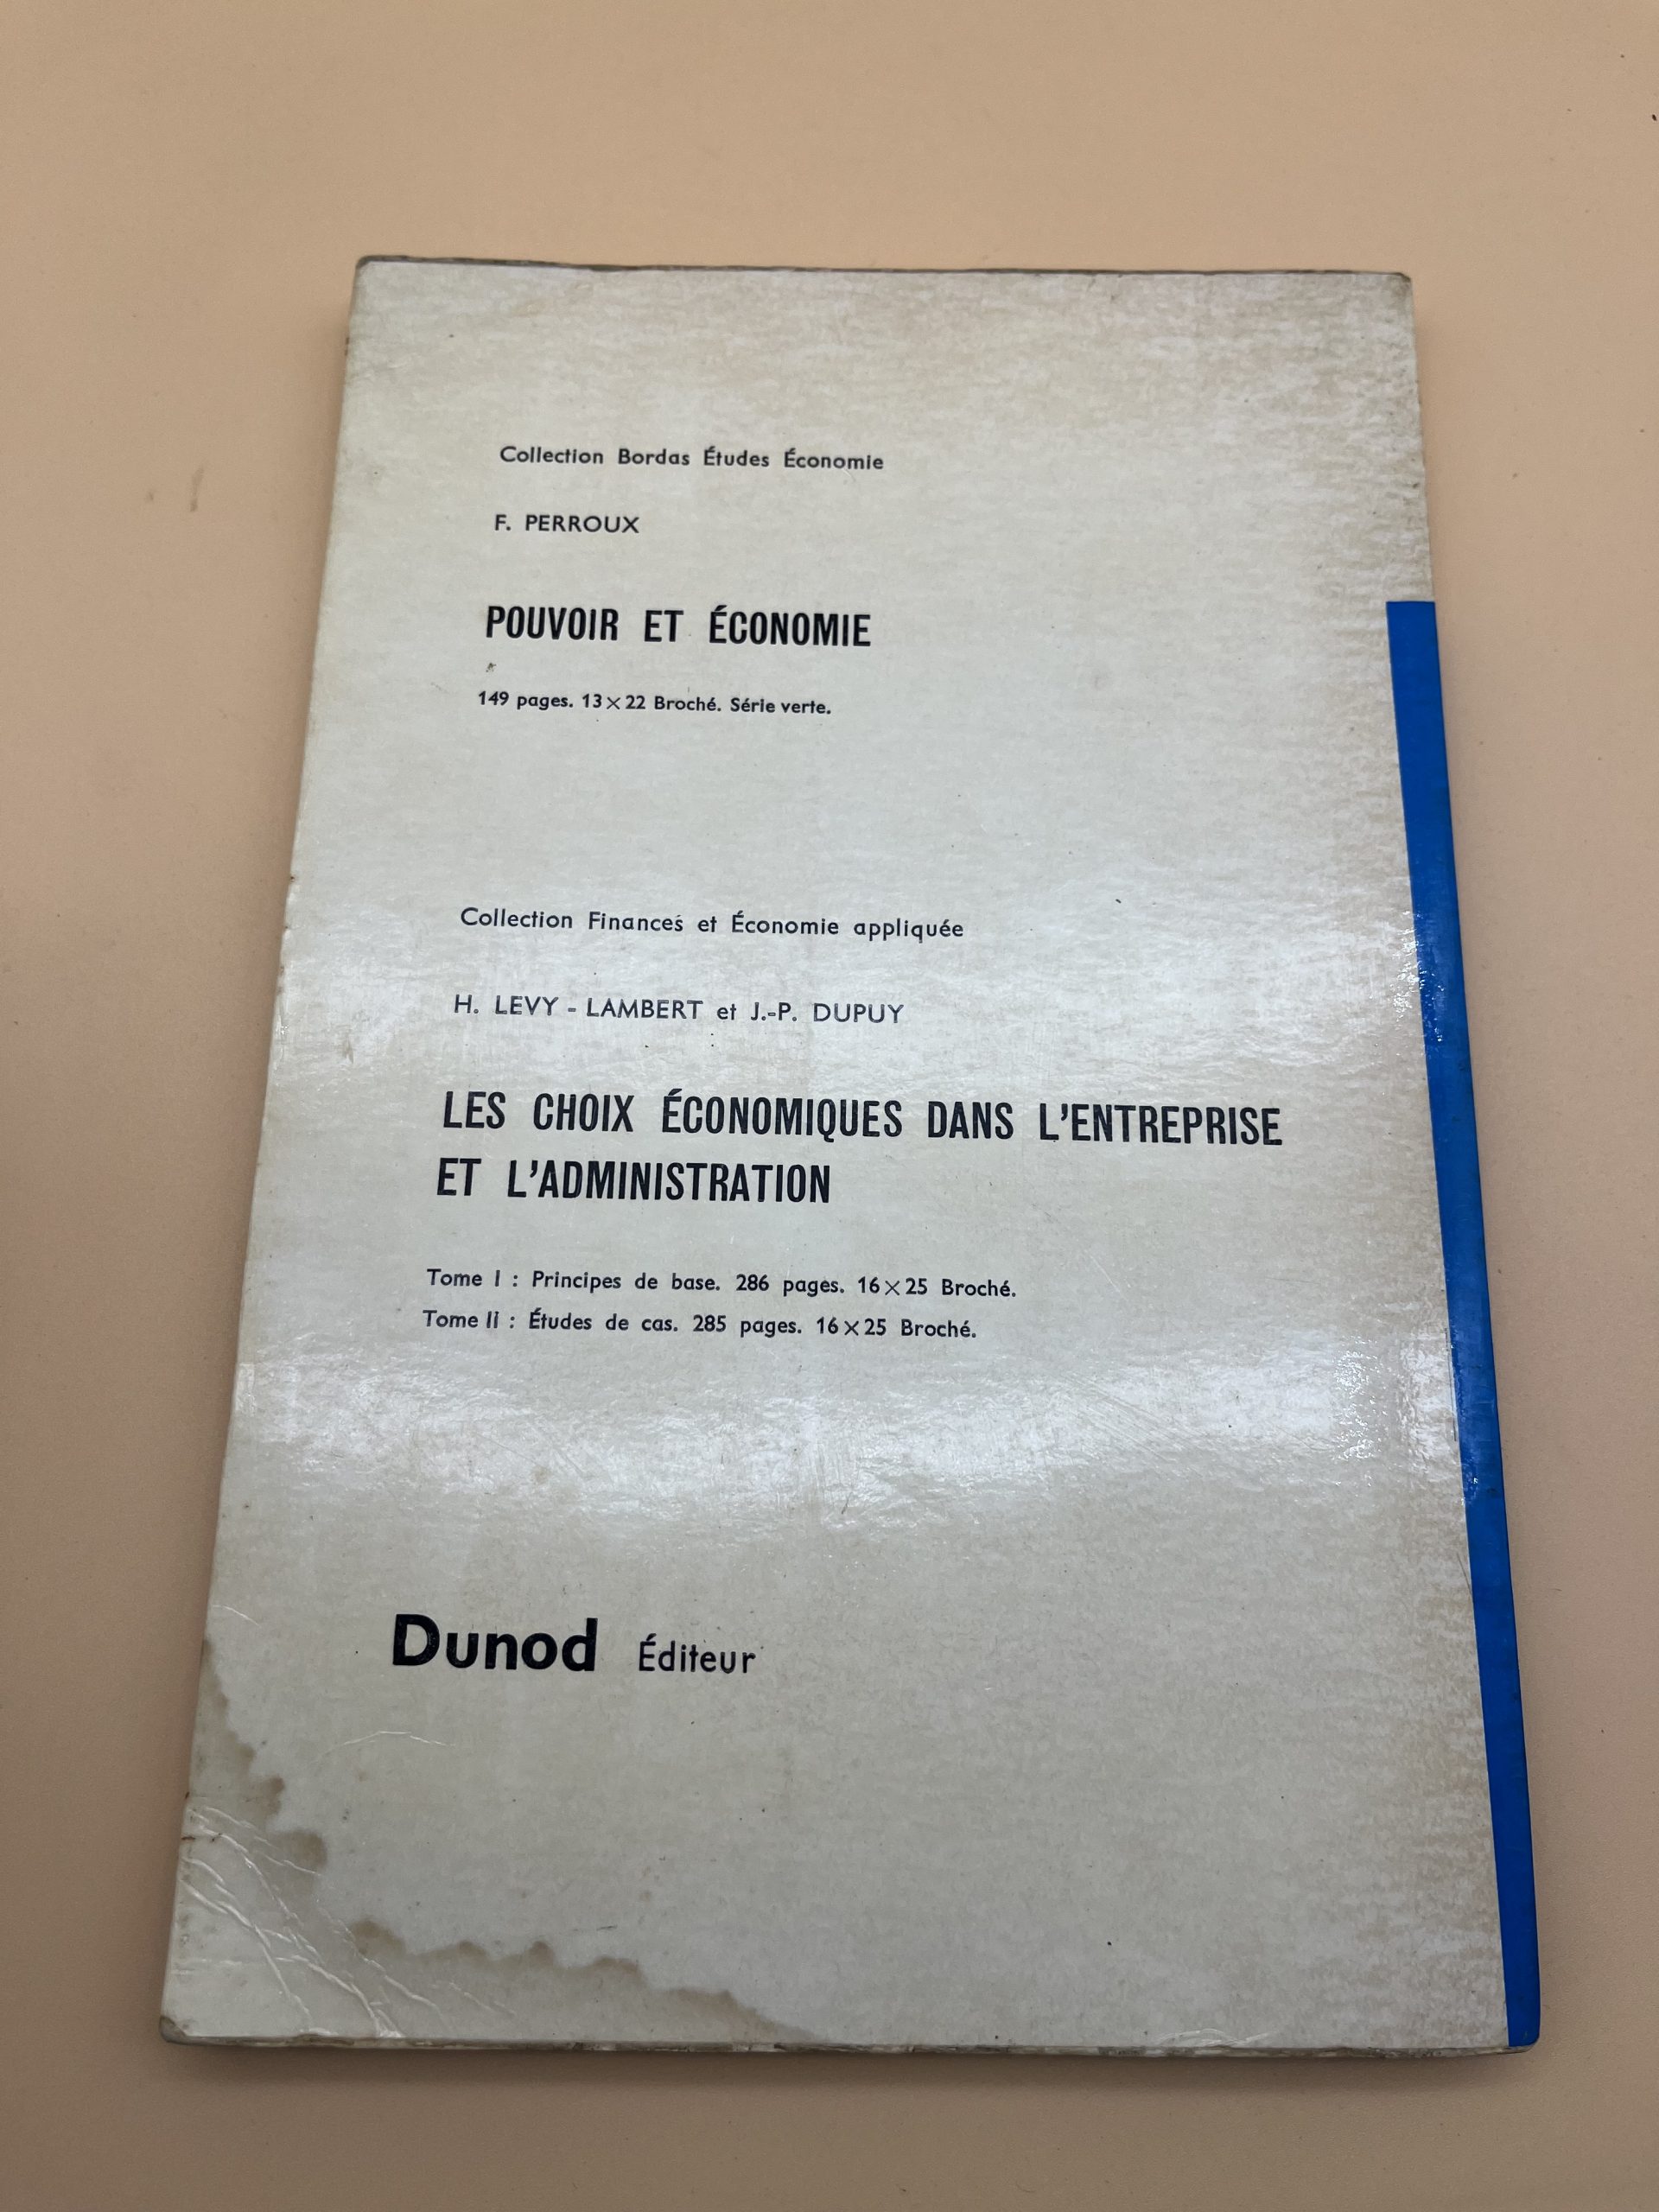 Collection Bordas Études Économie
F. PERROUX
POUVOIR ET ÉCONOMIE
149 pages. 13×22 Broché. Série verte.
Collection Finances et Économie appliquée
H. LEVY - LAMBERT et J.-P. DUPUY
LES CHOIX ÉCONOMIQUES DANS L'ENTREPRISE
ET L'ADMINISTRATION
Tome I : Principes de base. 286 pages. 16×25 Broché.
Tome Ii : Études de cas. 285 pages. 16×25 Broché.
Dunod Éditeur